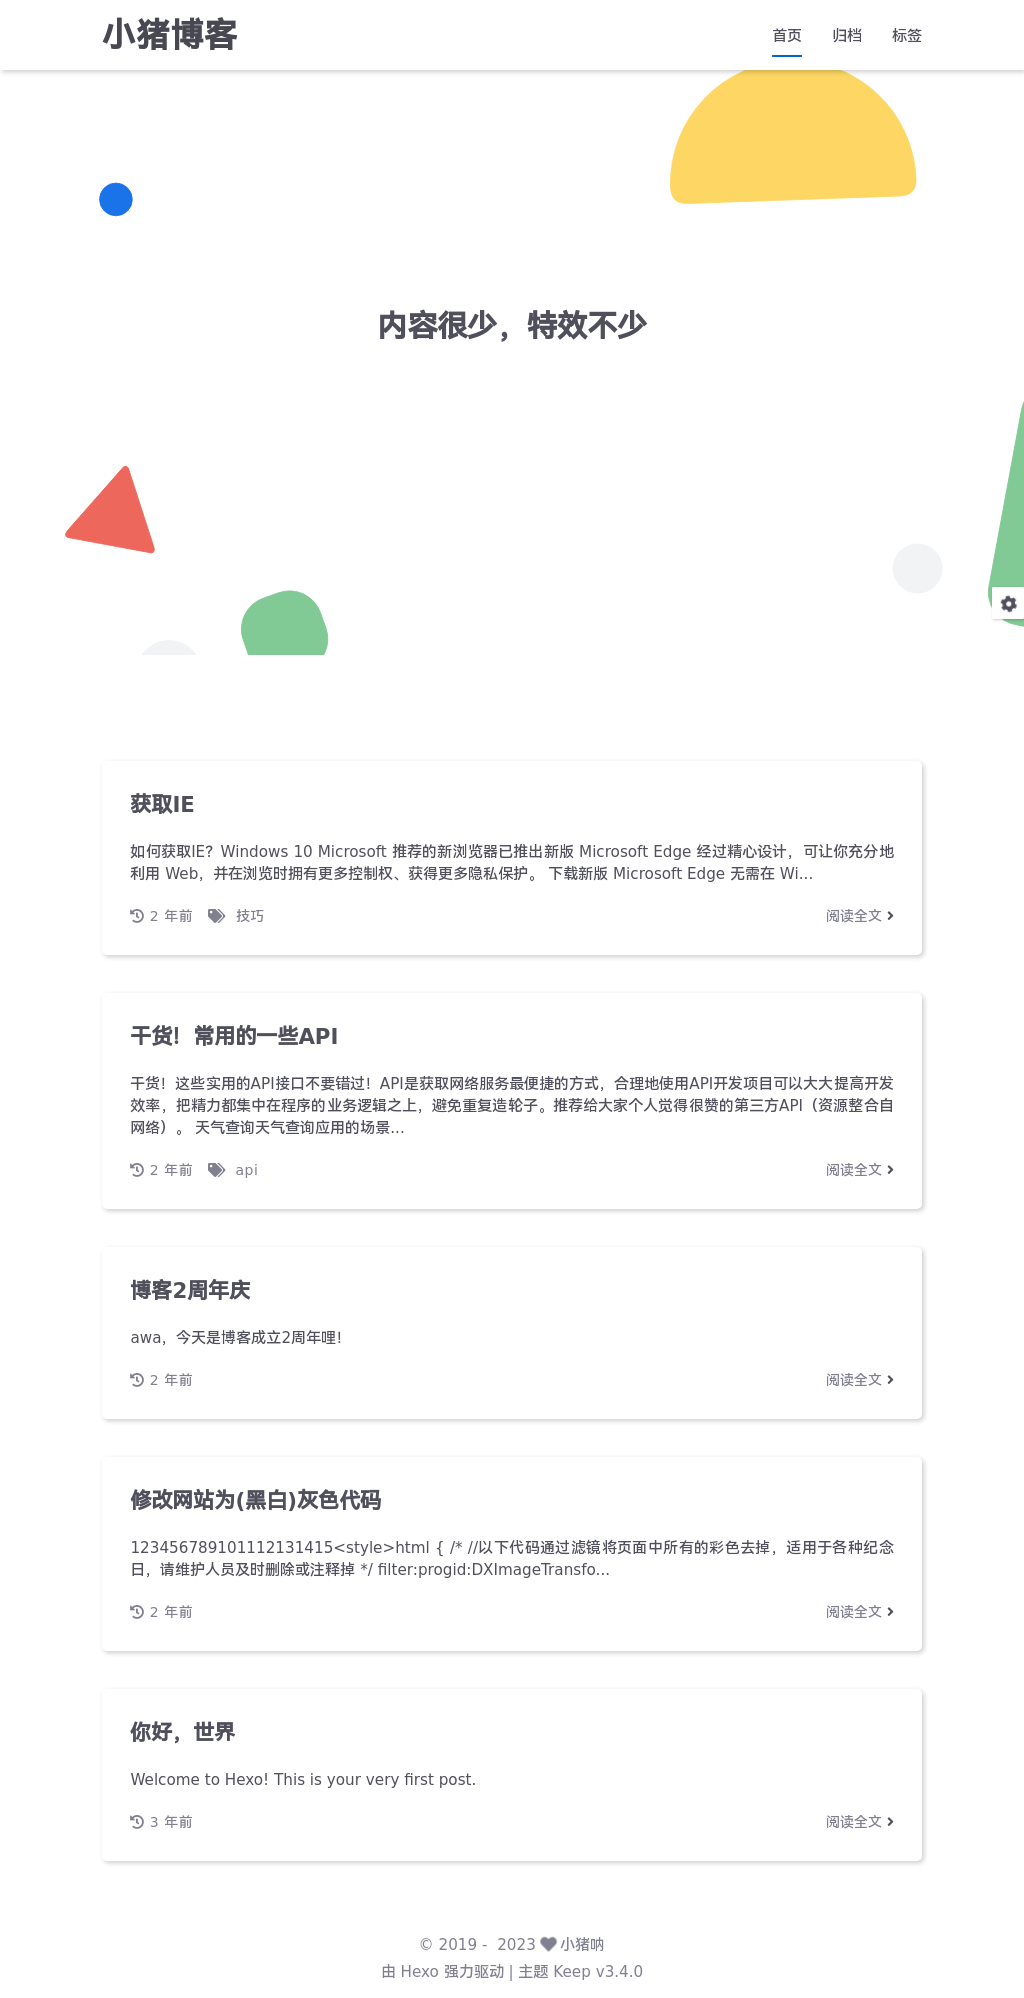 小猪博客
首页 归档 标签
内容很少，特效不少
获取IE
如何获取IE？Windows 10 Microsoft 推荐的新浏览器已推出新版 Microsoft Edge 经过精心设计，可让你充分地
利用 Web，并在浏览时拥有更多控制权、获得更多隐私保护。 下载新版 Microsoft Edge 无需在 Wi...
2 年前 技巧 阅读全文
干货！常用的一些API
干货！这些实用的API接口不要错过！API是获取网络服务最便捷的方式，合理地使用API开发项目可以大大提高开发
效率，把精力都集中在程序的业务逻辑之上，避免重复造轮子。推荐给大家个人觉得很赞的第三方API（资源整合自
网络）。 天气查询天气查询应用的场景...
2 年前 api 阅读全文
博客2周年庆
awa，今天是博客成立2周年哩！
2 年前 阅读全文
修改网站为(黑白)灰色代码
123456789101112131415<style>html { /* //以下代码通过滤镜将页面中所有的彩色去掉，适用于各种纪念
日，请维护人员及时删除或注释掉 */ filter:progid:DXImageTransfo...
2 年前 阅读全文
你好，世界
Welcome to Hexo! This is your very first post.
3 年前 阅读全文
© 2019 - 2023 小猪呐
由 Hexo 强力驱动 | 主题 Keep v3.4.0